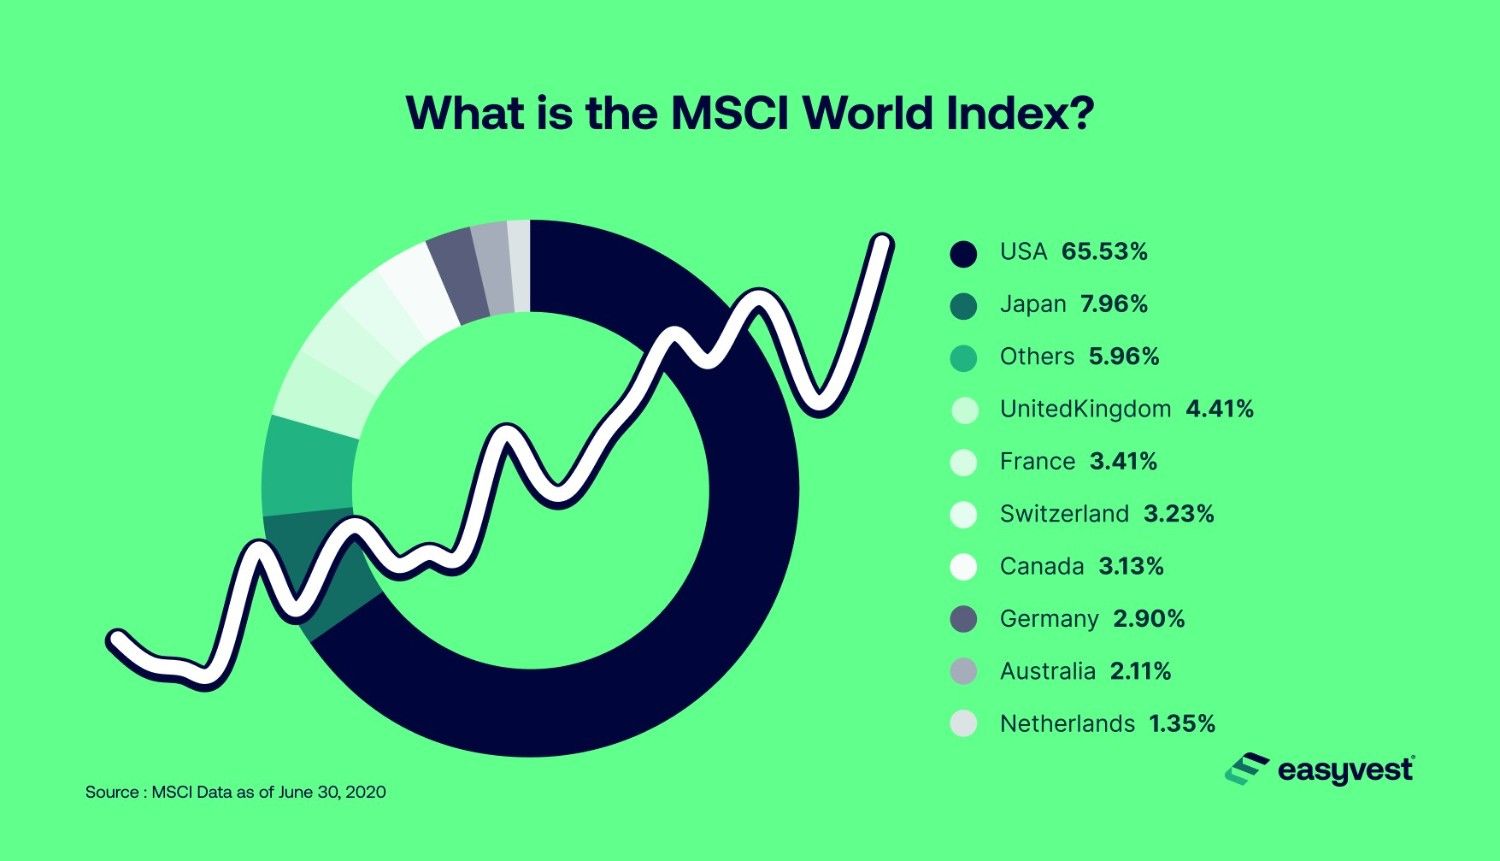 What is the MSCI World Index?
USA 65.53%
Japan 7.96%
Others 5.96%
UnitedKingdom 4.41%
France 3.41%
Switzerland 3.23%
Canada 3.13%
Germany 2.90%
Australia 2.11%
Netherlands 1.35%
easyvest®
Source : MSCI Data as of June 30, 2020